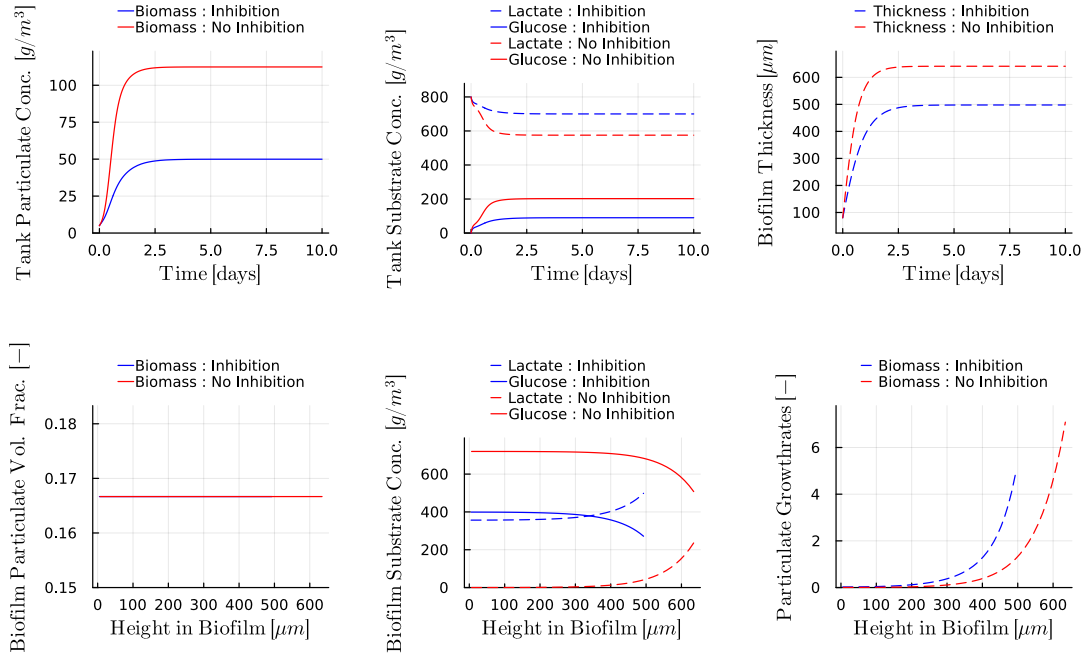 Biomass : Inhibition
Biomass : No Inhibition
Tank Particulate Conc. [g/m³]
100
75
50
25
0
0.0 2.5 5.0 7.5 10.0
Time [days]
Lactate : Inhibition
Glucose : Inhibition
Lactate : No Inhibition
Glucose : No Inhibition
Tank Substrate Conc. [g/m³]
800
600
400
200
0
0.0 2.5 5.0 7.5 10.0
Time [days]
Thickness : Inhibition
Thickness : No Inhibition
Biofilm Thickness [μm]
600
500
400
300
200
100
0.0 2.5 5.0 7.5 10.0
Time [days]
Biomass : Inhibition
Biomass : No Inhibition
Biofilm Particulate Vol. Frac. [−]
0.18
0.17
0.16
0.15
0 100 200 300 400 500 600
Height in Biofilm [μm]
Lactate : Inhibition
Glucose : Inhibition
Lactate : No Inhibition
Glucose : No Inhibition
Biofilm Substrate Conc. [g/m³]
600
400
200
0
0 100 200 300 400 500 600
Height in Biofilm [μm]
Biomass : Inhibition
Biomass : No Inhibition
Particulate Growthrates [−]
6
4
2
0
0 100 200 300 400 500 600
Height in Biofilm [μm]